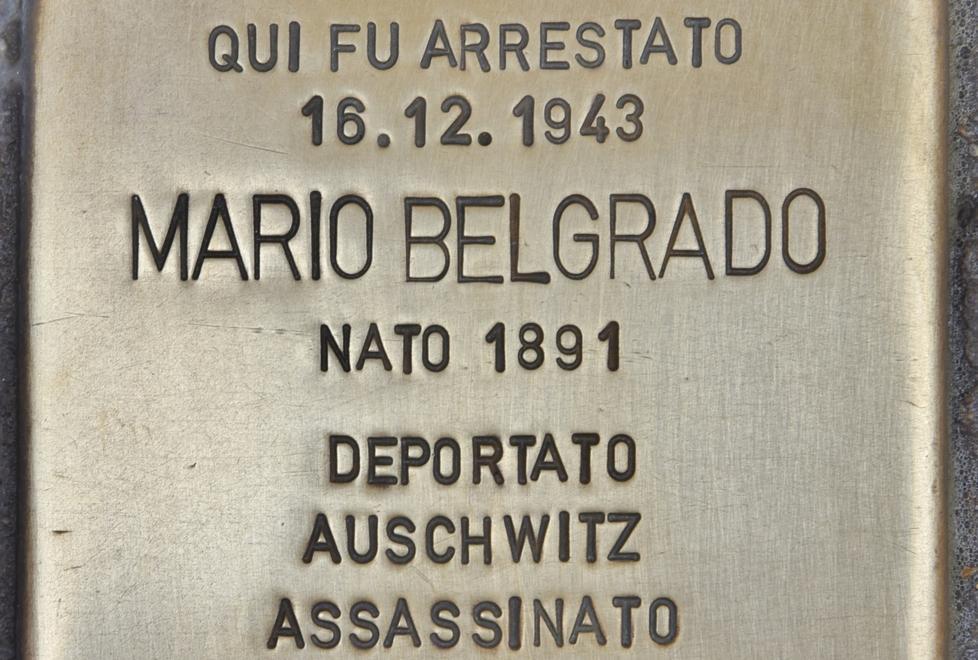 QUI FU ARRESTATO
16.12.1943
MARIO BELGRADO
NATO 1891
DEPORTATO
AUSCHWITZ
ASSASSINATO